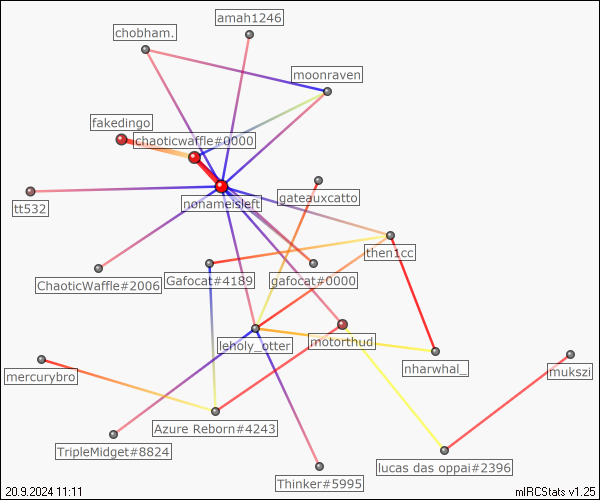 amah1246
chobham.
moonraven
fakedingo
chaoticwaffle#0000
gateauxcatto
nonameisleft
tt532
then1cc
ChaoticWaffle#2006
Gafocat#4189
gafocat#0000
leholy_otter
motorthud
nharwhal_
mercurybro
mukszi
Azure Reborn#4243
TripleMidget#8824
lucas das oppai#2396
Thinker#5995
20.9.2024 11:11
mIRCStats v1.25